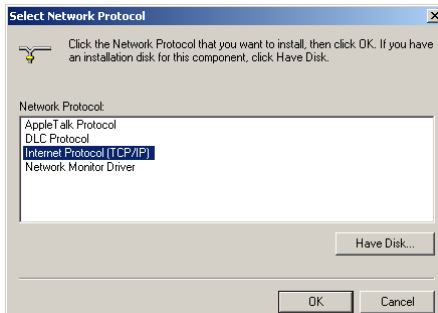 Select Network Protocol
Click the Network Protocol that you want to install, then click OK. If you have
an installation disk for this component, click Have Disk.
Network Protocol:
AppleTalk Protocol
DLC Protocol
Internet Protocol (TCP/IP)
Network Monitor Driver
Have Disk...
OK
Cancel